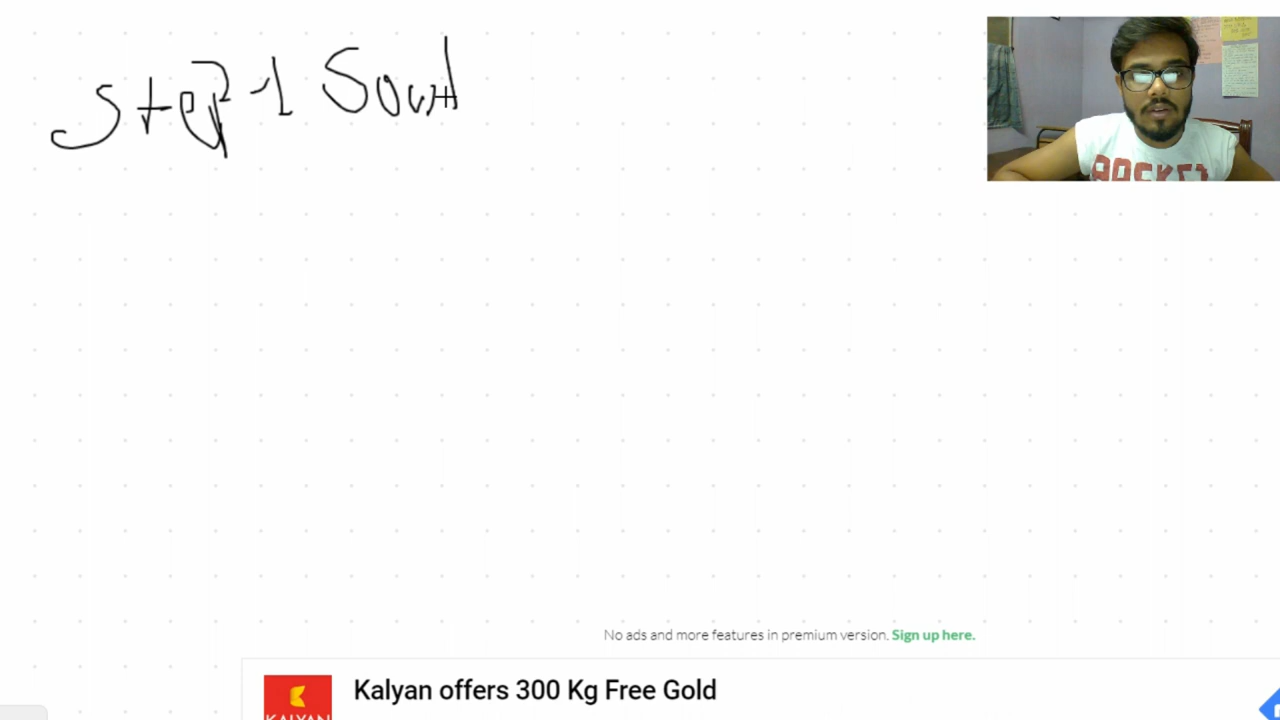 Step-1 Sort
No ads and more features in premium version. Sign up here.
Kalyan offers 300 Kg Free Gold
KALYAN